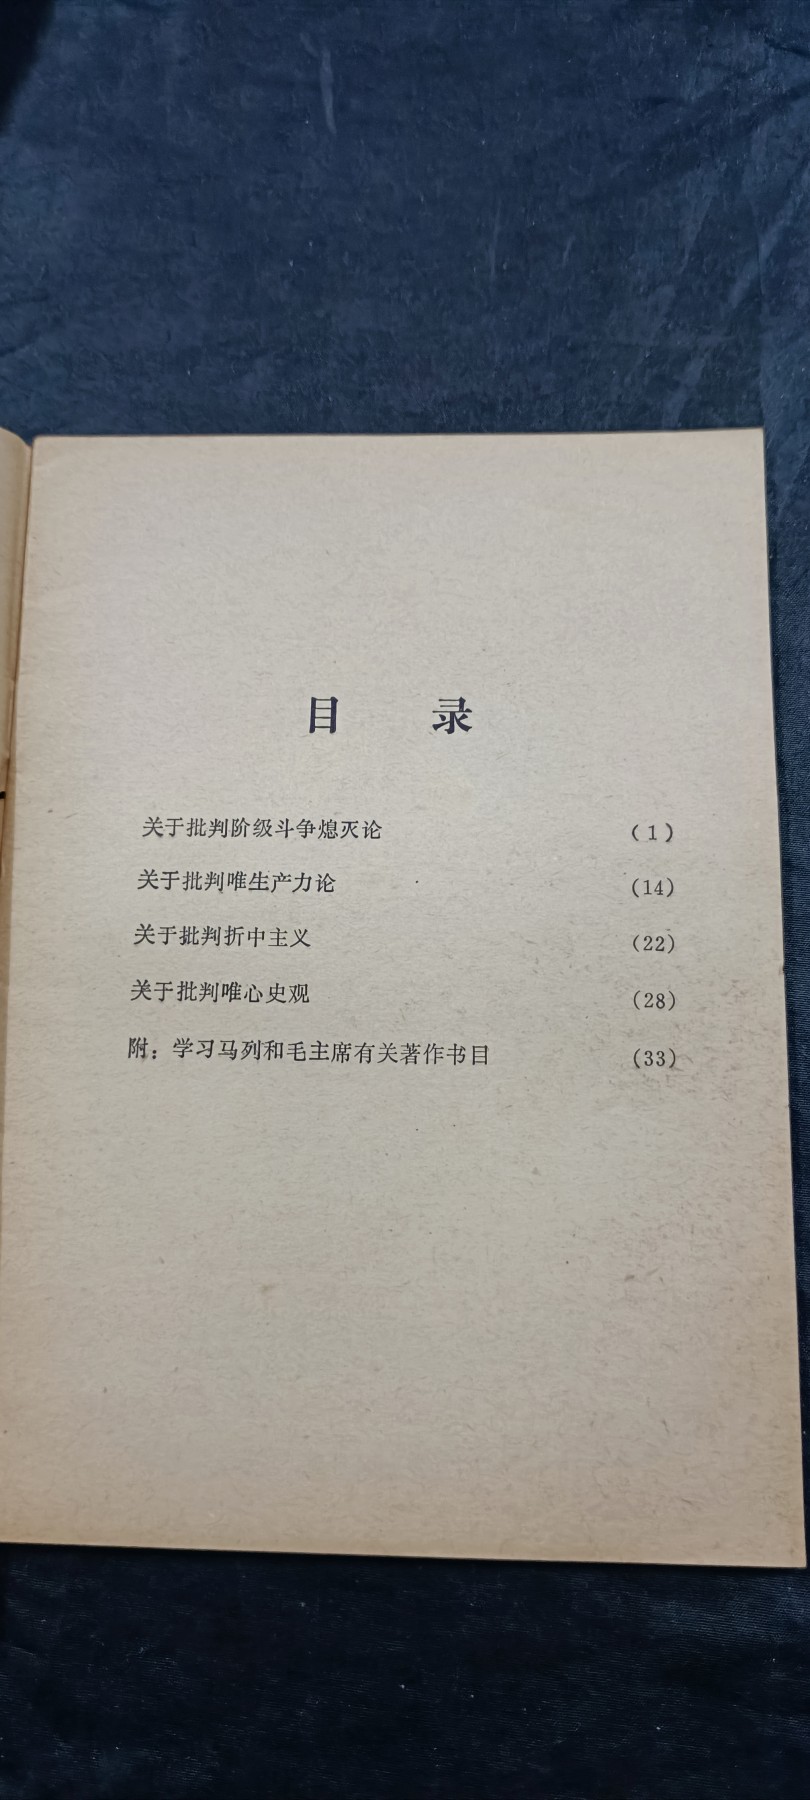 目 录
关于批判阶级斗争熄灭论 (1)
关于批判唯生产力论 (14)
关于批判折中主义 (22)
关于批判唯心史观 (28)
附：学习马列和毛主席有关著作书目 (33)